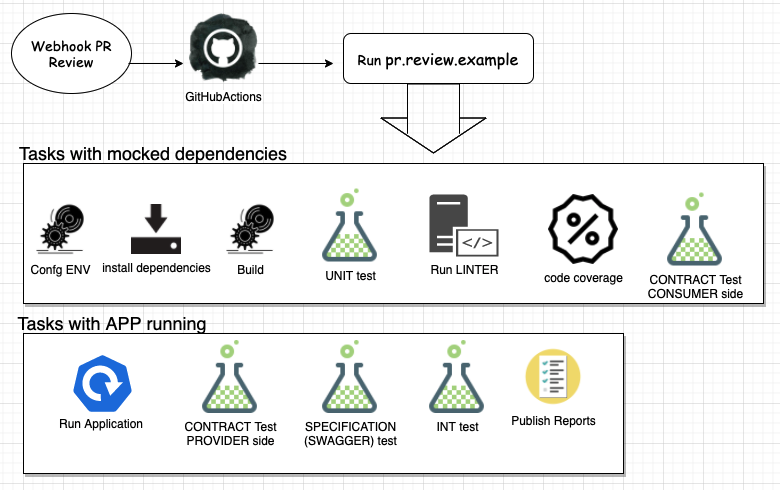 Webhook PR
Review
GitHubActions
Run pr.review.example
Tasks with mocked dependencies
Confg ENV
install dependencies
Build
UNIT test
</>
Run LINTER
%
code coverage
CONTRACT Test
CONSUMER side
Tasks with APP running
Run Application
CONTRACT Test
PROVIDER side
SPECIFICATION
(SWAGGER) test
INT test
Publish Reports